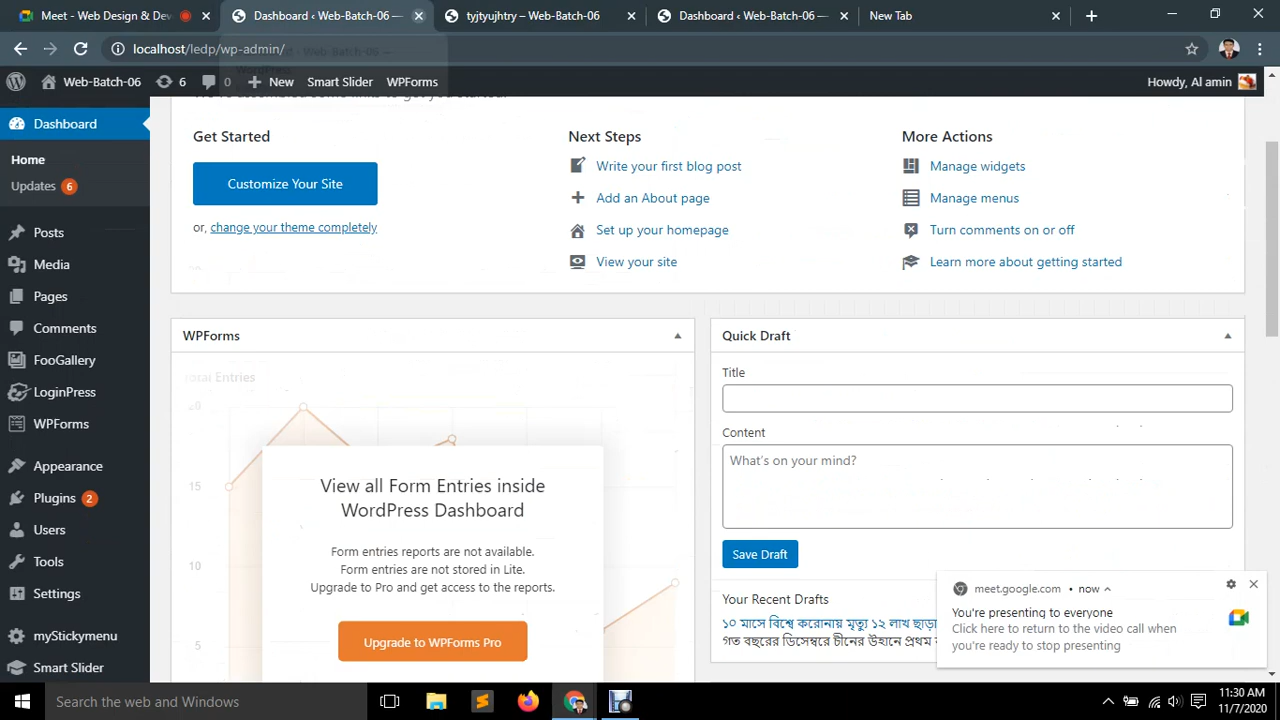 Meet - Web Design & Dev
Dashboard ‹ Web-Batch-06 —
tyjtyujhtry – Web-Batch-06
Dashboard ‹ Web-Batch-06 —
New Tab
localhost/ledp/wp-admin/
Web-Batch-06
6
0
New
Smart Slider
WPForms
Howdy, Al amin
Dashboard
Home
Updates 6
Posts
Media
Pages
Comments
FooGallery
LoginPress
WPForms
Appearance
Plugins 2
Users
Tools
Settings
myStickymenu
Smart Slider
Get Started
Customize Your Site
or, change your theme completely
Next Steps
Write your first blog post
Add an About page
Set up your homepage
View your site
More Actions
Manage widgets
Manage menus
Turn comments on or off
Learn more about getting started
WPForms
Total Entries
15
10
5
View all Form Entries inside
WordPress Dashboard
Form entries reports are not available.
Form entries are not stored in Lite.
Upgrade to Pro and get access to the reports.
Upgrade to WPForms Pro
Quick Draft
Title
Content
What's on your mind?
Save Draft
Your Recent Drafts
১০ মাসে বিশ্বে করোনায় মৃত্যু ১২ লাখ ছাড়া
গত বছরের ডিসেম্বরে চীনের উহানে প্রথম
meet.google.com • now
You're presenting to everyone
Click here to return to the video call when
you're ready to stop presenting
Search the web and Windows
11:30 AM
11/7/2020